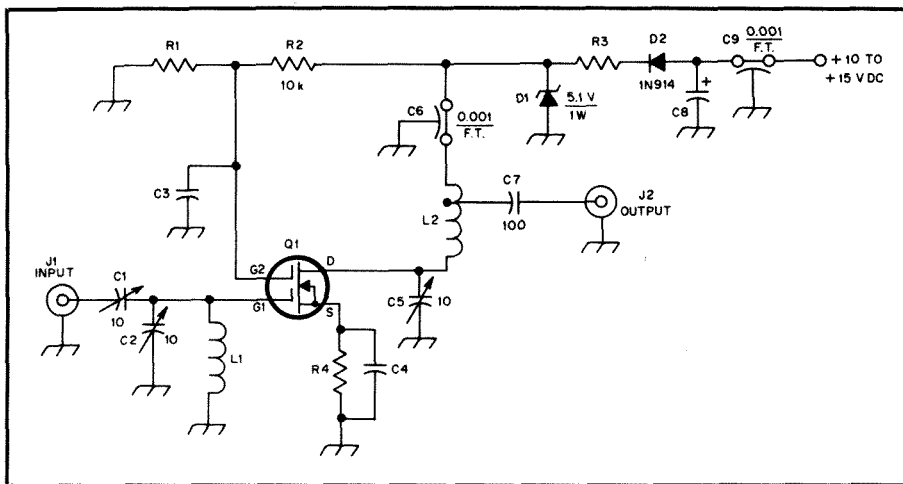 R1
R2
10 k
R3
D2
1N914
C9
0.001
F.T.
+10 TO
+15 V DC
C8
+
D1
5.1 V
1W
C6
0.001
F.T.
C3
C7
100
J2
OUTPUT
L2
Q1
G2
D
G1
S
J1
INPUT
C1
10
C2
10
L1
C5
10
R4
C4